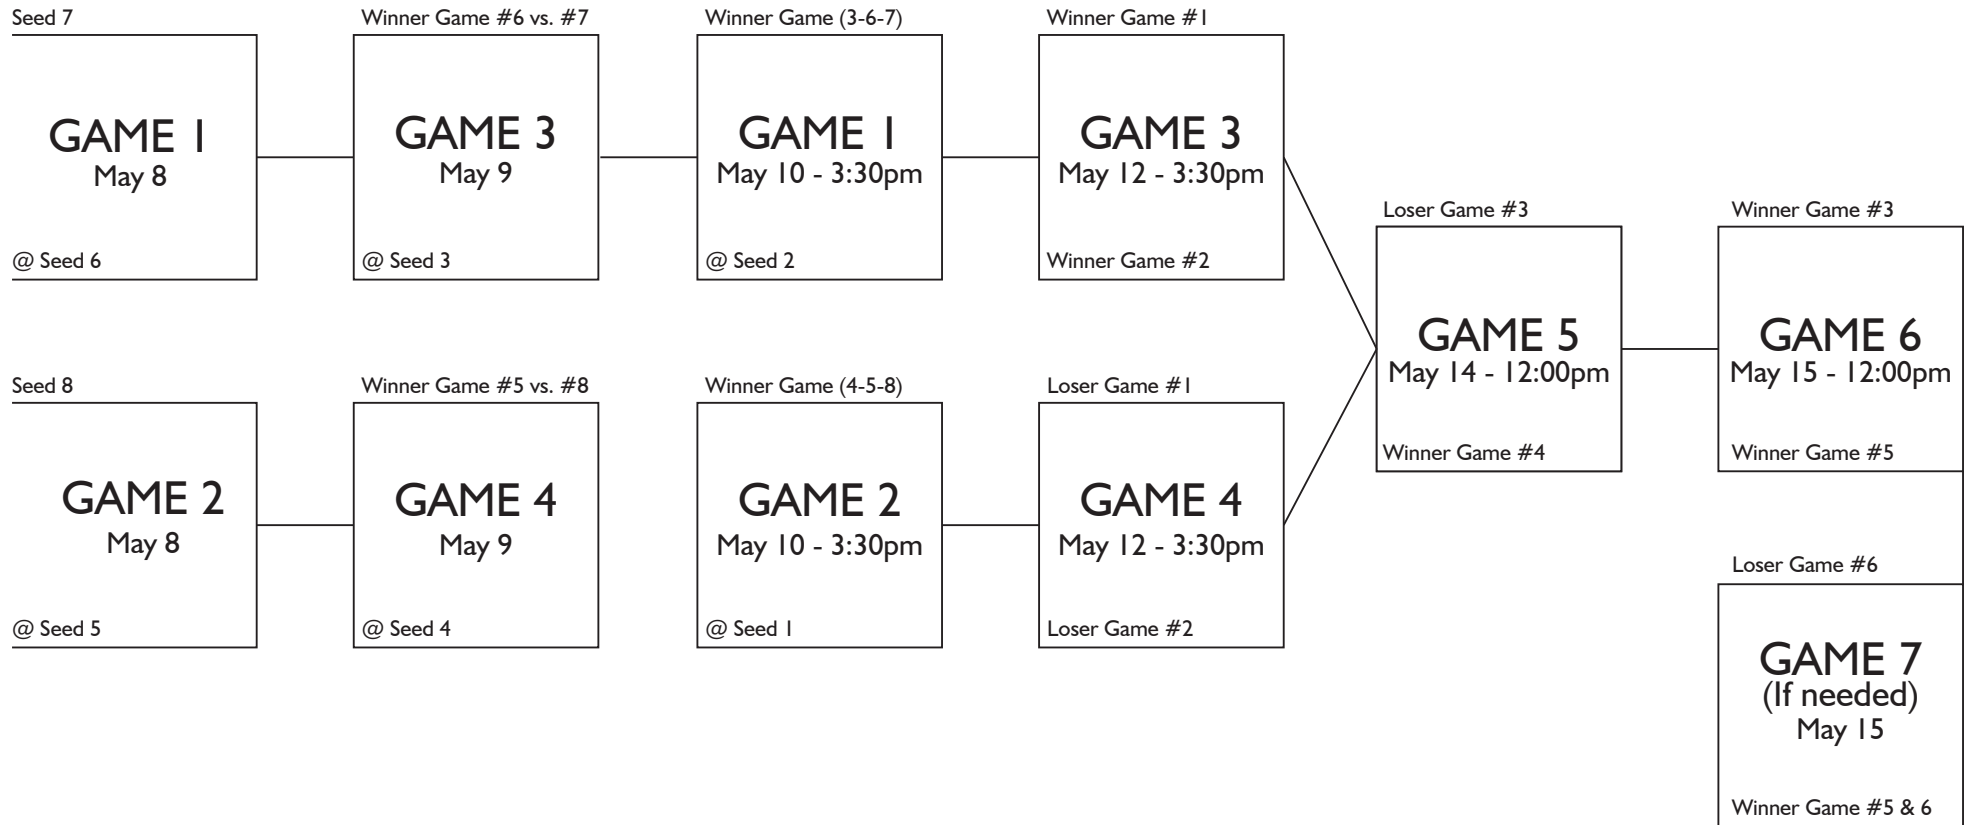 Seed 7
GAME 1
May 8
@ Seed 6
Winner Game #6 vs. #7
GAME 3
May 9
@ Seed 3
Winner Game (3-6-7)
GAME 1
May 10 - 3:30pm
@ Seed 2
Winner Game #1
GAME 3
May 12 - 3:30pm
Winner Game #2
Seed 8
GAME 2
May 8
@ Seed 5
Winner Game #5 vs. #8
GAME 4
May 9
@ Seed 4
Winner Game (4-5-8)
GAME 2
May 10 - 3:30pm
@ Seed 1
Loser Game #1
GAME 4
May 12 - 3:30pm
Loser Game #2
Loser Game #3
GAME 5
May 14 - 12:00pm
Winner Game #4
Winner Game #3
GAME 6
May 15 - 12:00pm
Winner Game #5
Loser Game #6
GAME 7
(If needed)
May 15
Winner Game #5 & 6